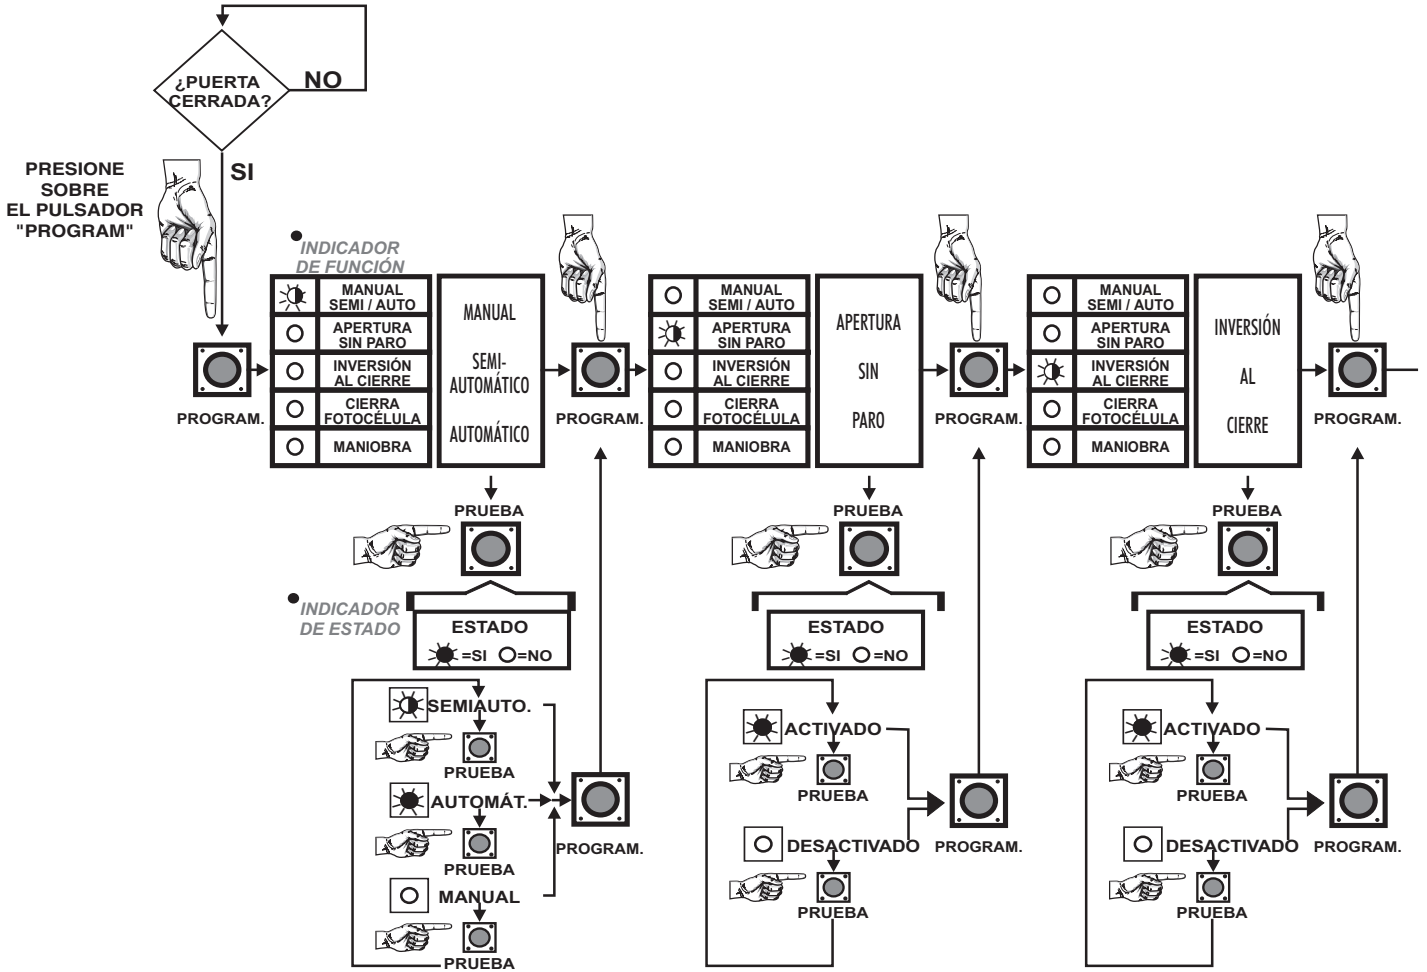 ¿PUERTA
CERRADA?
NO
SI
PRESIONE
SOBRE
EL PULSADOR
"PROGRAM"
PROGRAM.
INDICADOR
DE FUNCIÓN
MANUAL
SEMI / AUTO
APERTURA
SIN PARO
INVERSIÓN
AL CIERRE
CIERRA
FOTOCÉLULA
MANIOBRA
MANUAL
SEMI-
AUTOMÁTICO
AUTOMÁTICO
PROGRAM.
MANUAL
SEMI / AUTO
APERTURA
SIN PARO
INVERSIÓN
AL CIERRE
CIERRA
FOTOCÉLULA
MANIOBRA
APERTURA
SIN
PARO
PROGRAM.
MANUAL
SEMI / AUTO
APERTURA
SIN PARO
INVERSIÓN
AL CIERRE
CIERRA
FOTOCÉLULA
MANIOBRA
INVERSIÓN
AL
CIERRE
PROGRAM.
PRUEBA
PRUEBA
PRUEBA
INDICADOR
DE ESTADO
ESTADO
=SI =NO
ESTADO
=SI =NO
ESTADO
=SI =NO
SEMIAUTO.
PRUEBA
AUTOMÁT.
PRUEBA
MANUAL
PRUEBA
PROGRAM.
ACTIVADO
PRUEBA
DESACTIVADO
PRUEBA
PROGRAM.
ACTIVADO
PRUEBA
DESACTIVADO
PRUEBA
PROGRAM.